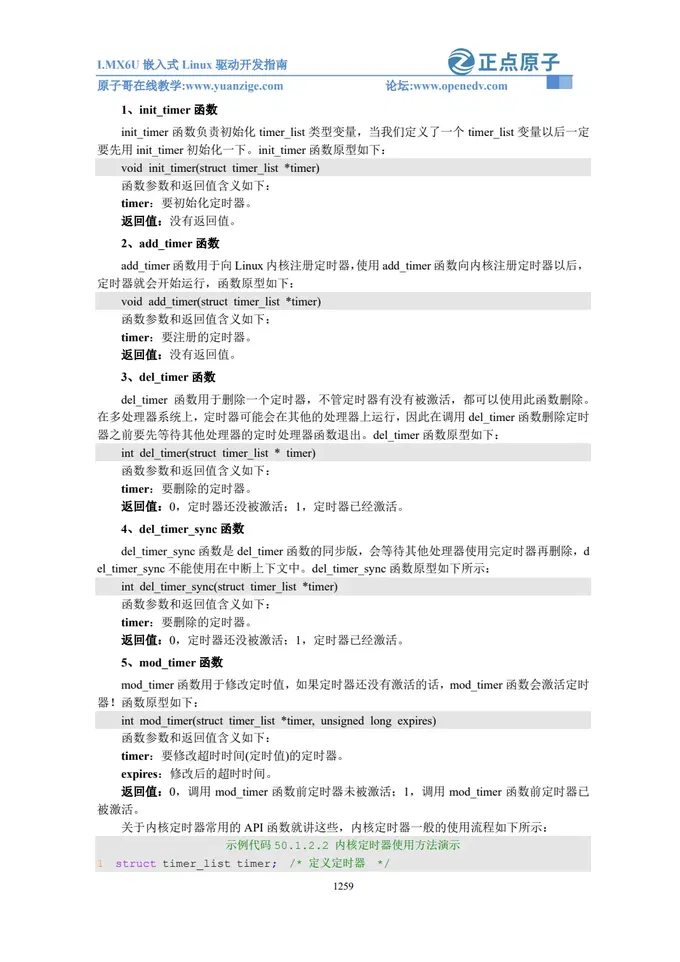 I.MX6U 嵌入式 Linux 驱动开发指南
正点原子
原子哥在线教学:www.yuanzige.com 论坛:www.openedv.com
1、init_timer 函数
init_timer 函数负责初始化 timer_list 类型变量，当我们定义了一个 timer_list 变量以后一定
要先用 init_timer 初始化一下。init_timer 函数原型如下：
void init_timer(struct timer_list *timer)
函数参数和返回值含义如下：
timer：要初始化定时器。
返回值：没有返回值。
2、add_timer 函数
add_timer 函数用于向 Linux 内核注册定时器，使用 add_timer 函数向内核注册定时器以后，
定时器就会开始运行，函数原型如下：
void add_timer(struct timer_list *timer)
函数参数和返回值含义如下：
timer：要注册的定时器。
返回值：没有返回值。
3、del_timer 函数
del_timer 函数用于删除一个定时器，不管定时器有没有被激活，都可以使用此函数删除。
在多处理器系统上，定时器可能会在其他的处理器上运行，因此在调用 del_timer 函数删除定时
器之前要先等待其他处理器的定时处理器函数退出。del_timer 函数原型如下：
int del_timer(struct timer_list * timer)
函数参数和返回值含义如下：
timer：要删除的定时器。
返回值：0，定时器还没被激活；1，定时器已经激活。
4、del_timer_sync 函数
del_timer_sync 函数是 del_timer 函数的同步版，会等待其他处理器使用完定时器再删除，d
el_timer_sync 不能使用在中断上下文中。del_timer_sync 函数原型如下所示：
int del_timer_sync(struct timer_list *timer)
函数参数和返回值含义如下：
timer：要删除的定时器。
返回值：0，定时器还没被激活；1，定时器已经激活。
5、mod_timer 函数
mod_timer 函数用于修改定时值，如果定时器还没有激活的话，mod_timer 函数会激活定时
器！函数原型如下：
int mod_timer(struct timer_list *timer, unsigned long expires)
函数参数和返回值含义如下：
timer：要修改超时时间(定时值)的定时器。
expires：修改后的超时时间。
返回值：0，调用 mod_timer 函数前定时器未被激活；1，调用 mod_timer 函数前定时器已
被激活。
关于内核定时器常用的 API 函数就讲这些，内核定时器一般的使用流程如下所示：
示例代码 50.1.2.2 内核定时器使用方法演示
1 struct timer_list timer; /* 定义定时器 */
1259